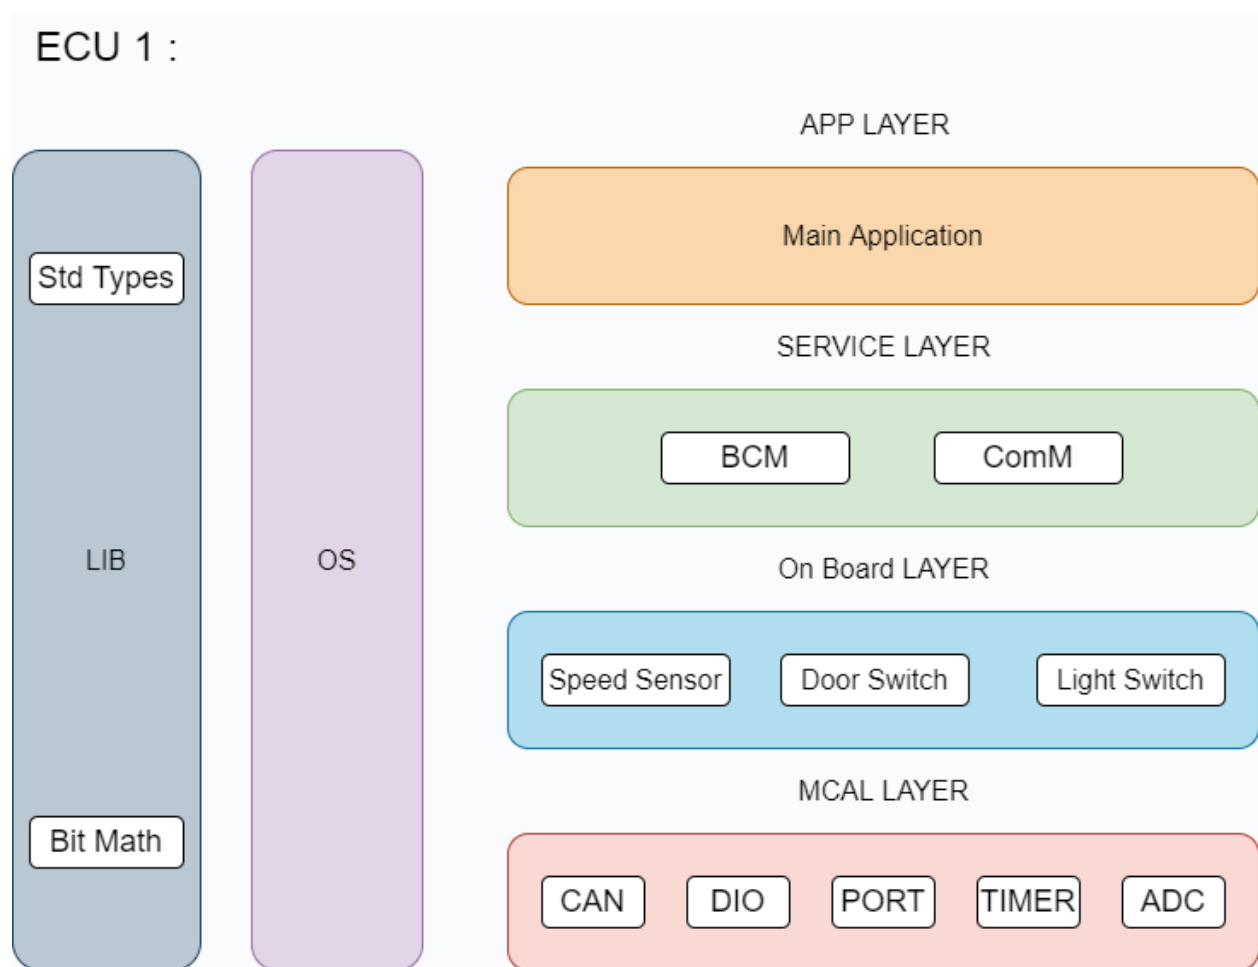 ECU 1 :
APP LAYER
Main Application
Std Types
SERVICE LAYER
BCM
ComM
LIB
OS
On Board LAYER
Speed Sensor
Door Switch
Light Switch
MCAL LAYER
Bit Math
CAN
DIO
PORT
TIMER
ADC